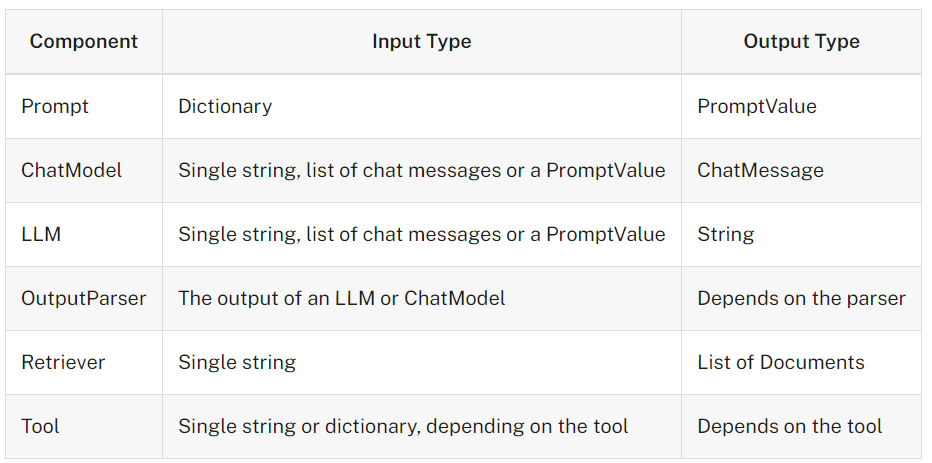 Component Input Type Output Type
Prompt Dictionary PromptValue
ChatModel Single string, list of chat messages or a PromptValue ChatMessage
LLM Single string, list of chat messages or a PromptValue String
OutputParser The output of an LLM or ChatModel Depends on the parser
Retriever Single string List of Documents
Tool Single string or dictionary, depending on the tool Depends on the tool